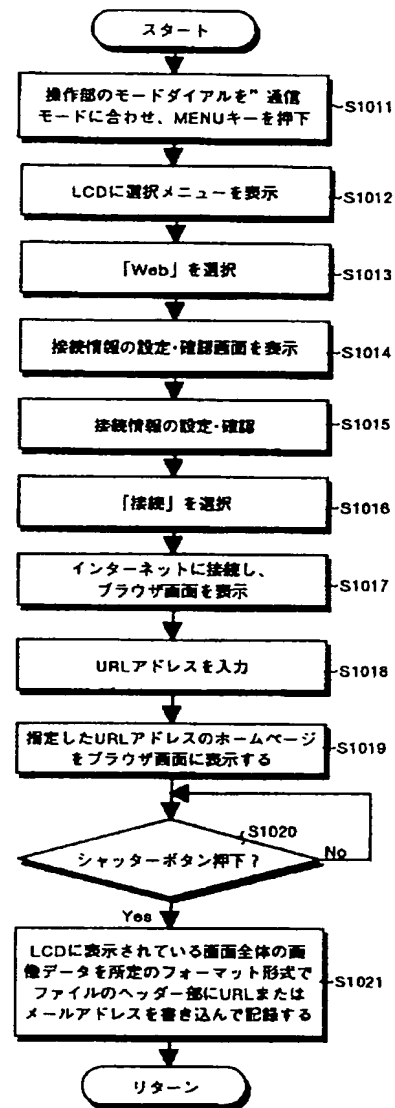 スタート
操作部のモードダイアルを”通信
モードに合わせ、MENUキーを押下
S1011
LCDに選択メニューを表示
S1012
「Web」を選択
S1013
接続情報の設定・確認画面を表示
S1014
接続情報の設定・確認
S1015
「接続」を選択
S1016
インターネットに接続し、
ブラウザ画面を表示
S1017
URLアドレスを入力
S1018
指定したURLアドレスのホームページ
をブラウザ画面に表示する
S1019
S1020
シャッターボタン押下？
No
Yes
LCDに表示されている画面全体の画
像データを所定のフォーマット形式で
ファイルのヘッダー部にURLまたは
メールアドレスを書き込んで記録する
S1021
リターン